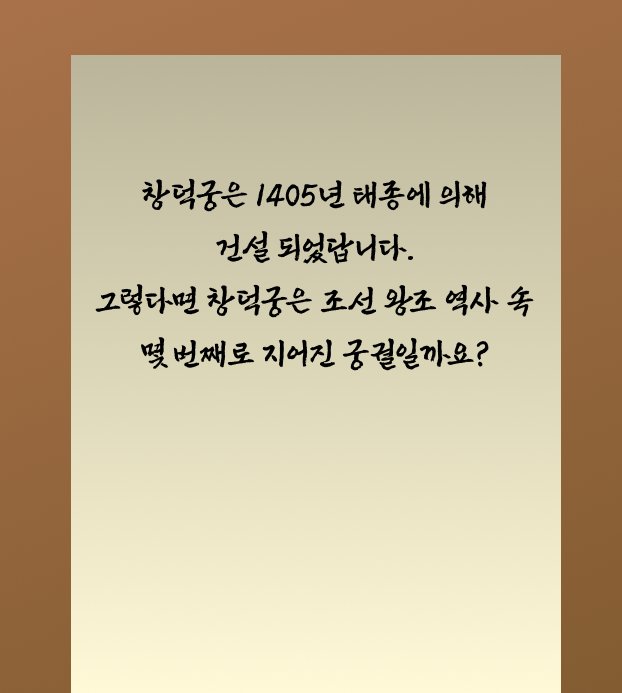 창덕궁은 1405년 태종에 의해
건설 되었답니다.
그렇다면 창덕궁은 조선 왕조 역사 속
몇 번째로 지어진 궁궐일까요?